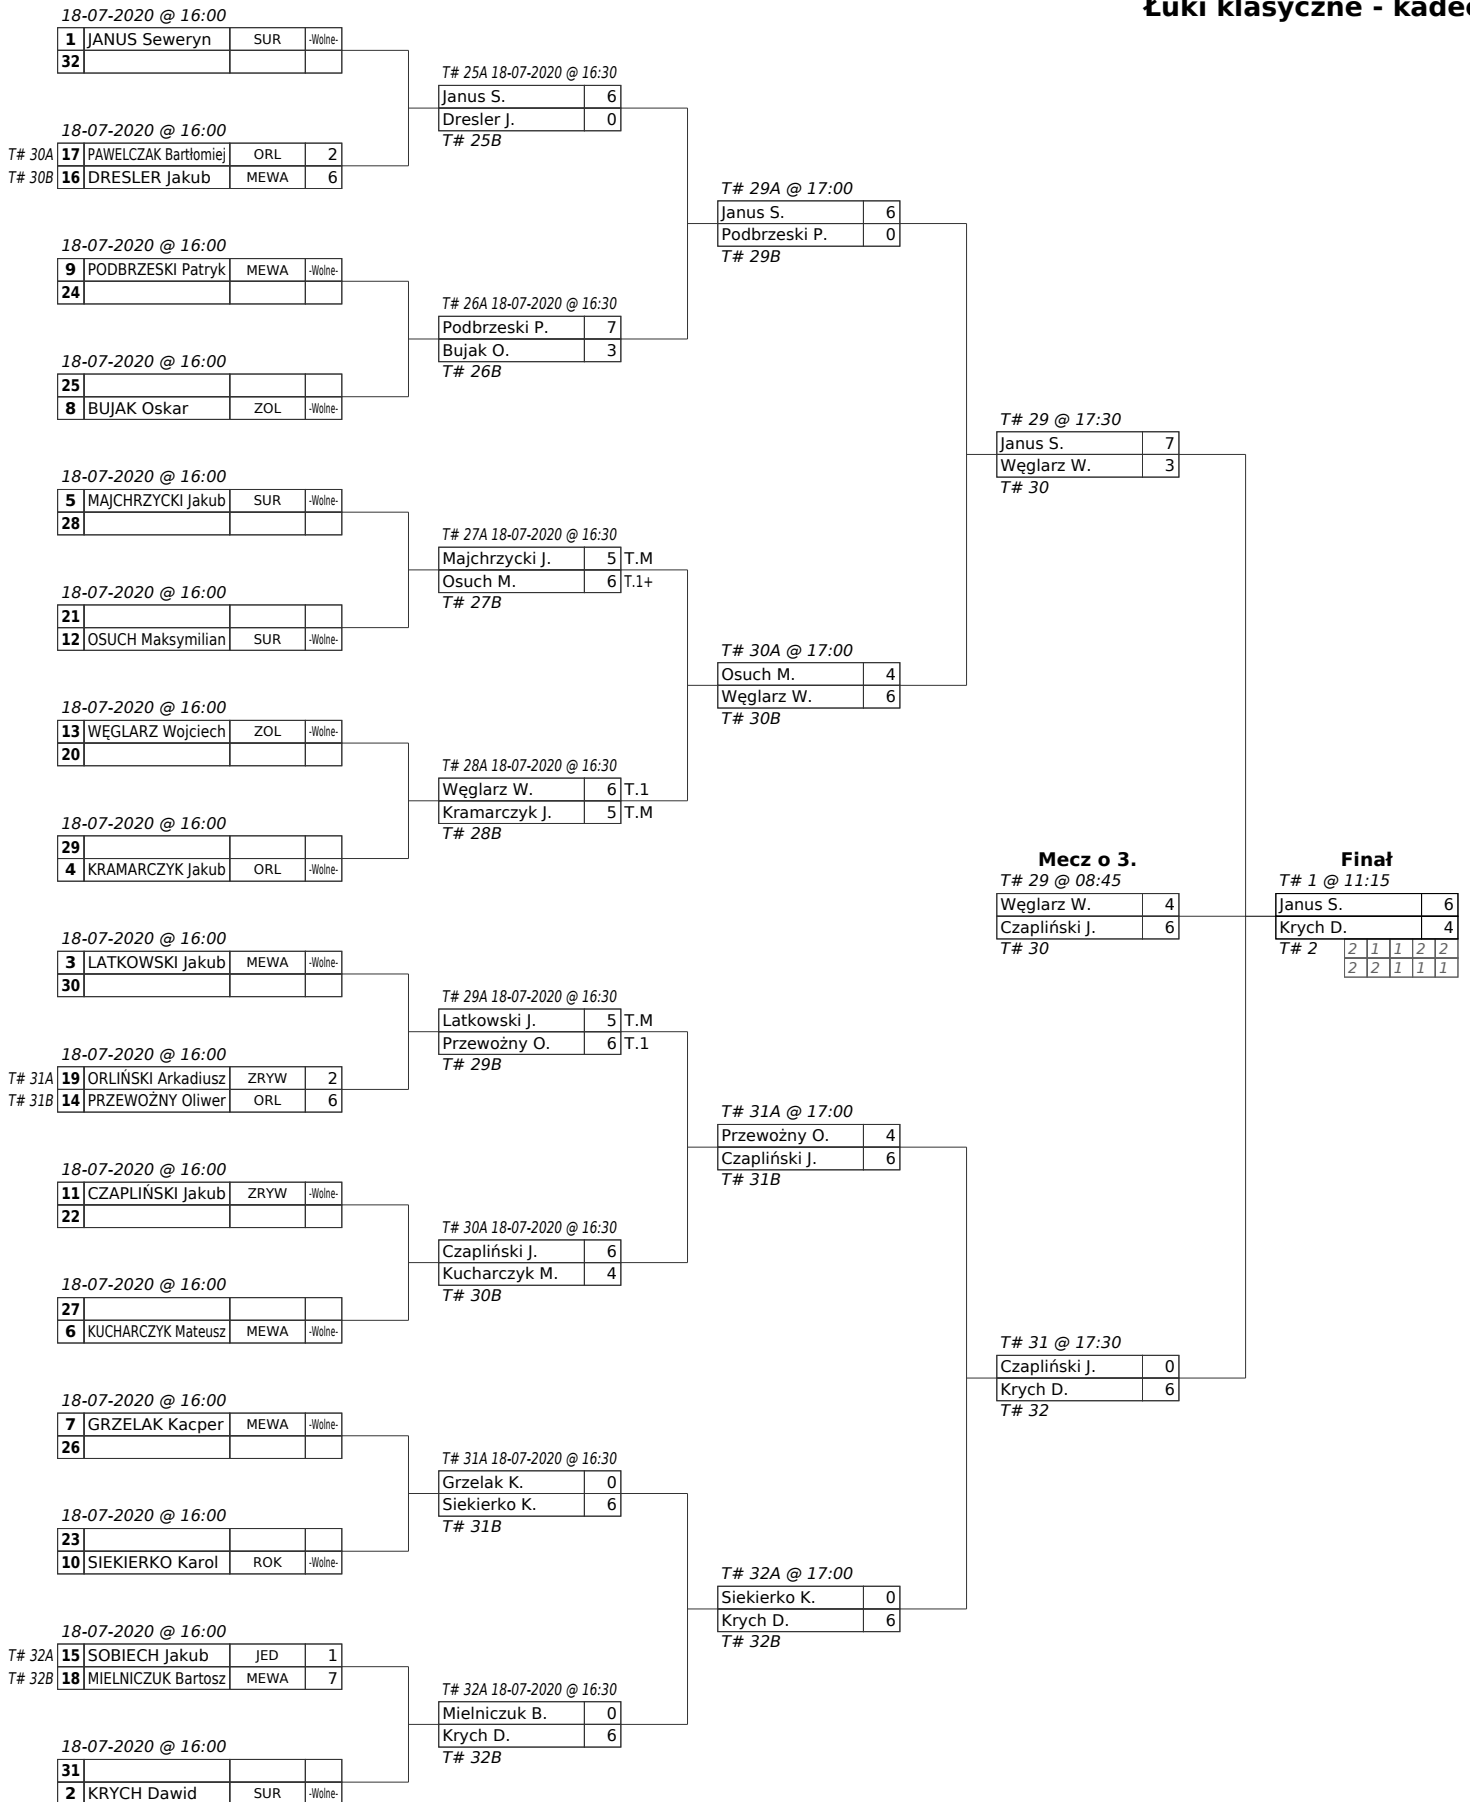 Łuki klasyczne - kade
18-07-2020 @ 16:00
1 JANUS Seweryn SUR -Wolne-
32
18-07-2020 @ 16:00
T# 30A 17 PAWELCZAK Bartłomiej ORL 2
T# 30B 16 DRESLER Jakub MEWA 6
18-07-2020 @ 16:00
9 PODBRZESKI Patryk MEWA -Wolne-
24
18-07-2020 @ 16:00
25
8 BUJAK Oskar ZOL -Wolne-
18-07-2020 @ 16:00
5 MAJCHRZYCKI Jakub SUR -Wolne-
28
18-07-2020 @ 16:00
21
12 OSUCH Maksymilian SUR -Wolne-
18-07-2020 @ 16:00
13 WĘGLARZ Wojciech ZOL -Wolne-
20
18-07-2020 @ 16:00
29
4 KRAMARCZYK Jakub ORL -Wolne-
18-07-2020 @ 16:00
3 LATKOWSKI Jakub MEWA -Wolne-
30
18-07-2020 @ 16:00
T# 31A 19 ORLIŃSKI Arkadiusz ZRYW 2
T# 31B 14 PRZEWOŻNY Oliwer ORL 6
18-07-2020 @ 16:00
11 CZAPLIŃSKI Jakub ZRYW -Wolne-
22
18-07-2020 @ 16:00
27
6 KUCHARCZYK Mateusz MEWA -Wolne-
18-07-2020 @ 16:00
7 GRZELAK Kacper MEWA -Wolne-
26
18-07-2020 @ 16:00
23
10 SIEKIERKO Karol ROK -Wolne-
18-07-2020 @ 16:00
T# 32A 15 SOBIECH Jakub JED 1
T# 32B 18 MIELNICZUK Bartosz MEWA 7
18-07-2020 @ 16:00
31
2 KRYCH Dawid SUR -Wolne-
T# 25A 18-07-2020 @ 16:30
Janus S. 6
Dresler J. 0
T# 25B
T# 26A 18-07-2020 @ 16:30
Podbrzeski P. 7
Bujak O. 3
T# 26B
T# 27A 18-07-2020 @ 16:30
Majchrzycki J. 5 T.M
Osuch M. 6 T.1+
T# 27B
T# 28A 18-07-2020 @ 16:30
Węglarz W. 6 T.1
Kramarczyk J. 5 T.M
T# 28B
T# 29A 18-07-2020 @ 16:30
Latkowski J. 5 T.M
Przewożny O. 6 T.1
T# 29B
T# 30A 18-07-2020 @ 16:30
Czapliński J. 6
Kucharczyk M. 4
T# 30B
T# 31A 18-07-2020 @ 16:30
Grzelak K. 0
Siekierko K. 6
T# 31B
T# 32A 18-07-2020 @ 16:30
Mielniczuk B. 0
Krych D. 6
T# 32B
T# 29A @ 17:00
Janus S. 6
Podbrzeski P. 0
T# 29B
T# 30A @ 17:00
Osuch M. 4
Węglarz W. 6
T# 30B
T# 31A @ 17:00
Przewożny O. 4
Czapliński J. 6
T# 31B
T# 32A @ 17:00
Siekierko K. 0
Krych D. 6
T# 32B
T# 29 @ 17:30
Janus S. 7
Węglarz W. 3
T# 30
Mecz o 3.
T# 29 @ 08:45
Węglarz W. 4
Czapliński J. 6
T# 30
T# 31 @ 17:30
Czapliński J. 0
Krych D. 6
T# 32
Finał
T# 1 @ 11:15
Janus S. 6
Krych D. 4
T# 2 2 1 1 2 2
2 2 1 1 1